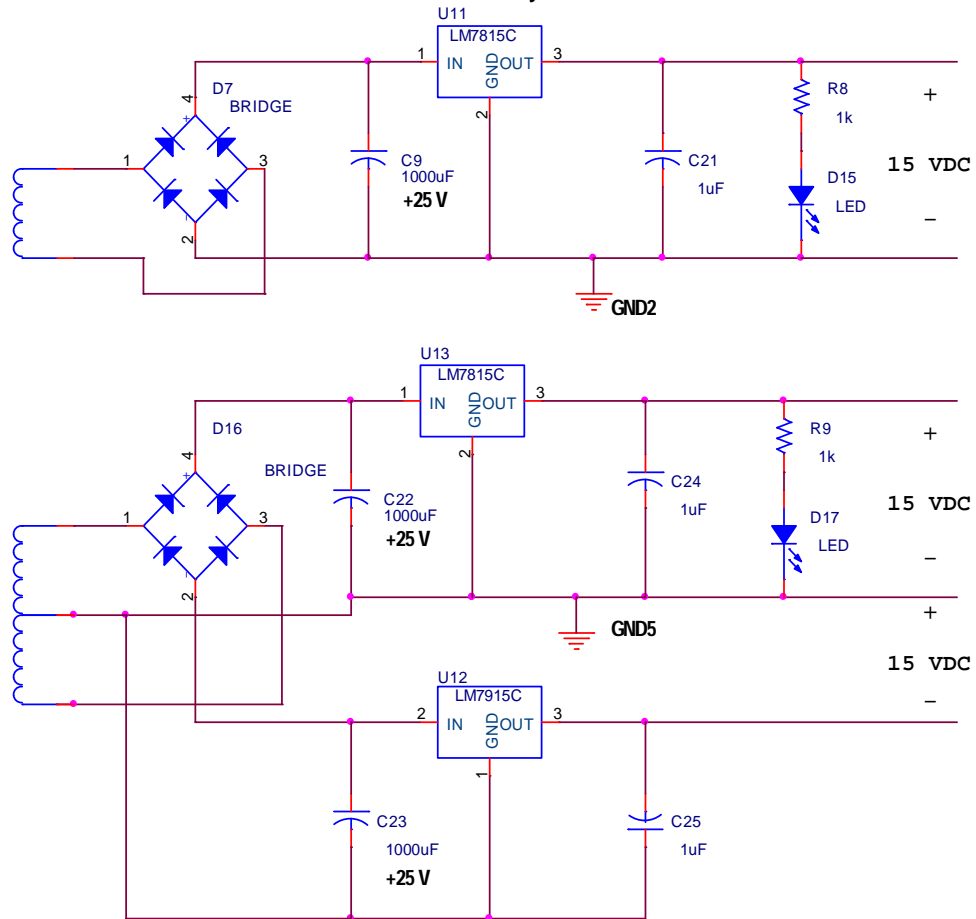 U11
LM7815C
1 IN GND OUT 3
2
D7
BRIDGE
4
+
1
3
2
-
C9
1000uF
+25 V
C21
1uF
R8
1k
D15
LED
+
15 VDC
−
GND2
U13
LM7815C
1 IN GND OUT 3
2
D16
BRIDGE
4
+
1
3
2
-
C22
1000uF
+25 V
C24
1uF
R9
1k
D17
LED
+
15 VDC
−
GND5
+
15 VDC
−
U12
LM7915C
2 IN GND OUT 3
1
C23
1000uF
+25 V
C25
1uF